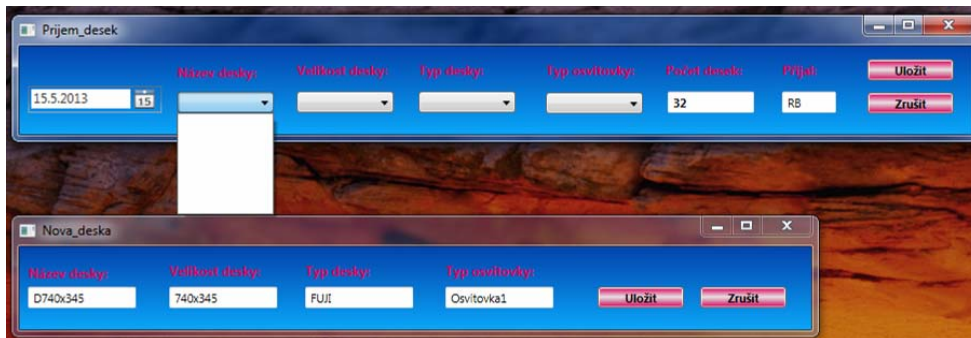 Prijem_desek
Název desky: Velikost desky: Typ desky: Typ osvitovky: Počet desek: Přijal: Uložit
15.5.2013 15 32 RB Zrušit
Nova_deska
Název desky: Velikost desky: Typ desky: Typ osvitovky:
D740x345 740x345 FUJI Osvitovka1 Uložit Zrušit